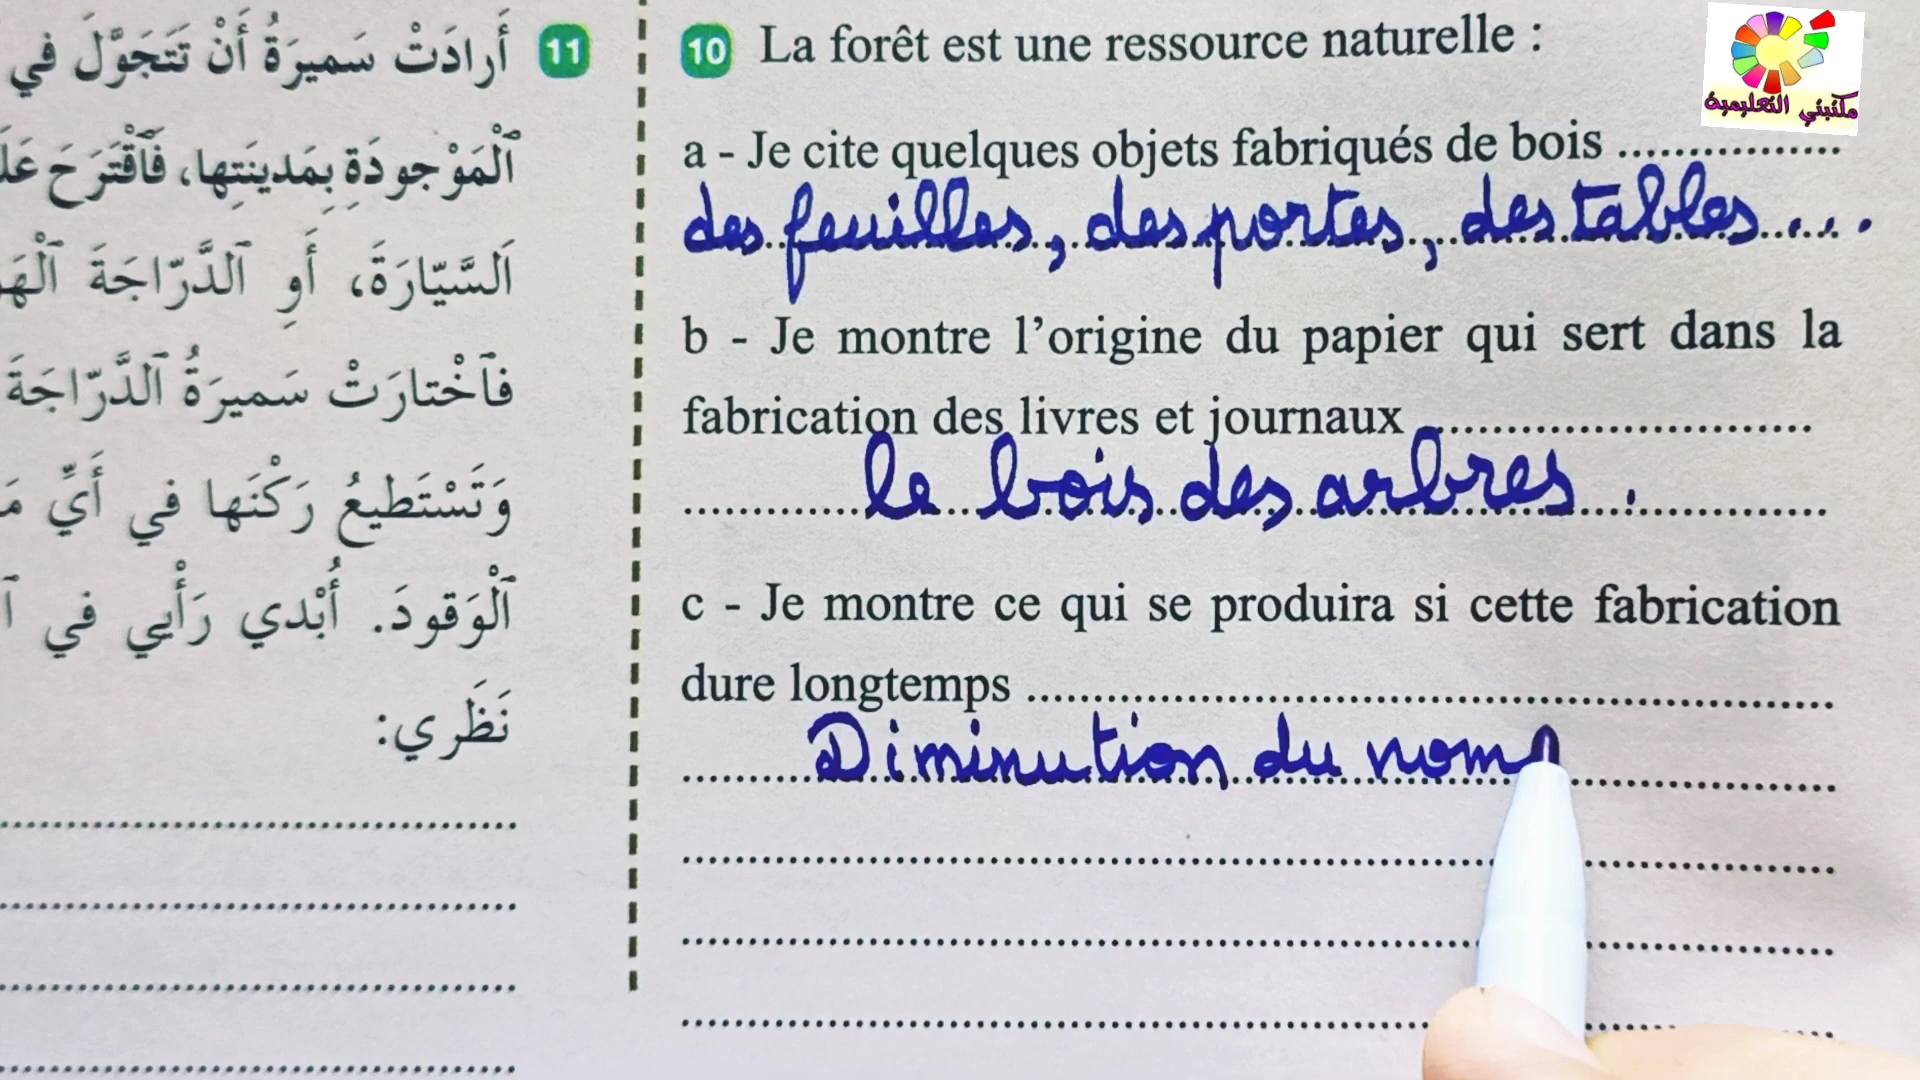 10 La forêt est une ressource naturelle :
a - Je cite quelques objets fabriqués de bois ................
des feuilles, des portes, des tables ....
b - Je montre l'origine du papier qui sert dans la
fabrication des livres et journaux ............................
le bois des arbres.
c - Je montre ce qui se produira si cette fabrication
dure longtemps ............................................................
Diminution du nom
11 أَرادَتْ سَميرَةُ أَنْ تَتَجَوَّلَ في
ٱلْمَوْجودَةِ بِمَدينَتِها، فَٱقْتَرَحَ
اَلسَّيّارَةَ، أَوِ ٱلدَّرّاجَةَ
فَٱخْتارَتْ سَميرَةُ ٱلدَّرّاجَةَ
وَتَسْتَطيعُ رَكْنَها في أَيِّ
ٱلْوَقودَ. أُبْدي رَأْيي في
نَظَري:
مكتبتي التعليمية